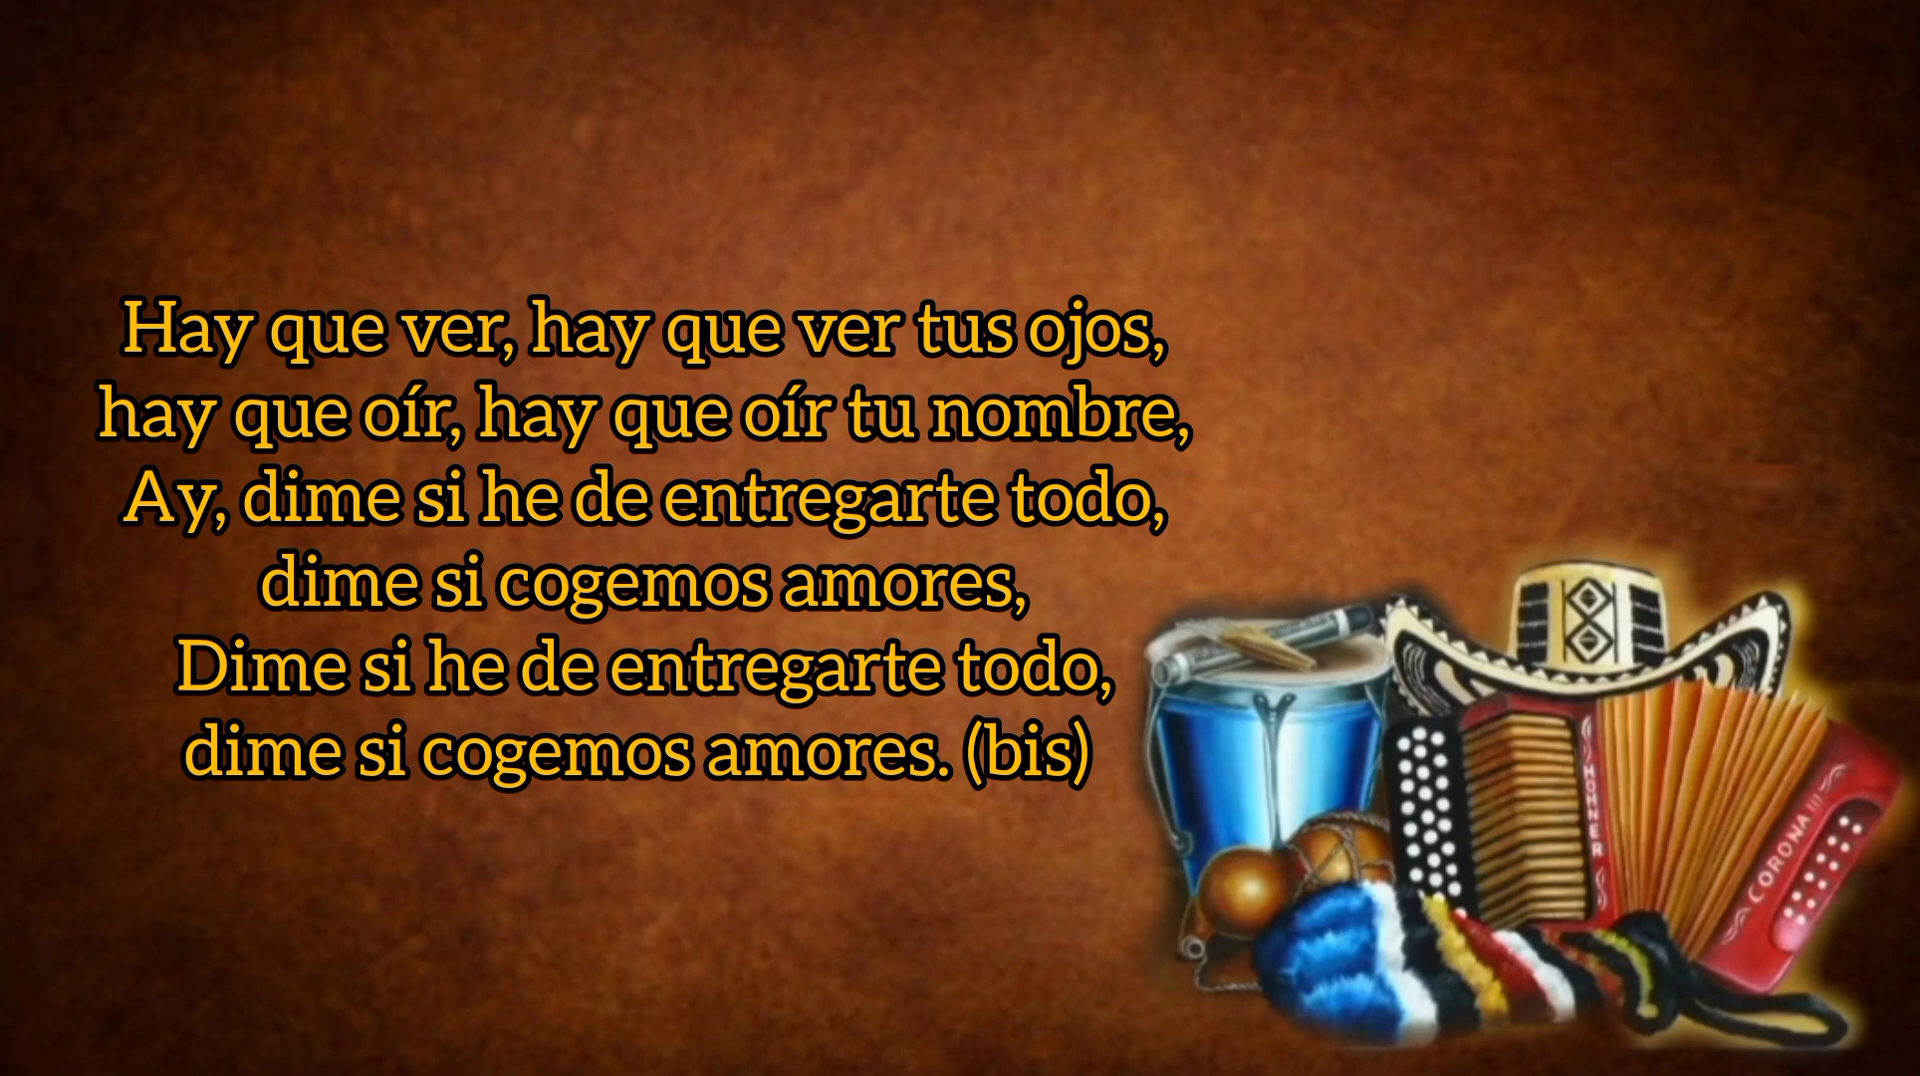 Hay que ver, hay que ver tus ojos,
hay que oír, hay que oír tu nombre,
Ay, dime si he de entregarte todo,
dime si cogemos amores,
Dime si he de entregarte todo,
dime si cogemos amores. (bis)
HOHNER
CORONA III